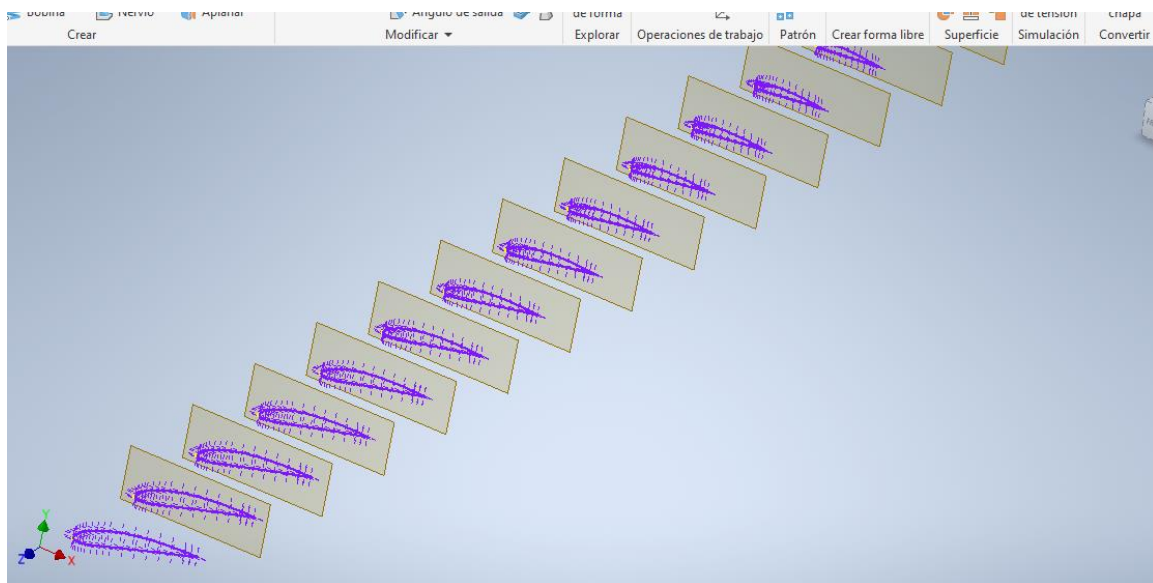 Bobina Nervio Aplanar Ángulo de salida de forma de tensión chapa
Crear Modificar Explorar Operaciones de trabajo Patrón Crear forma libre Superficie Simulación Convertir
Y
Z X